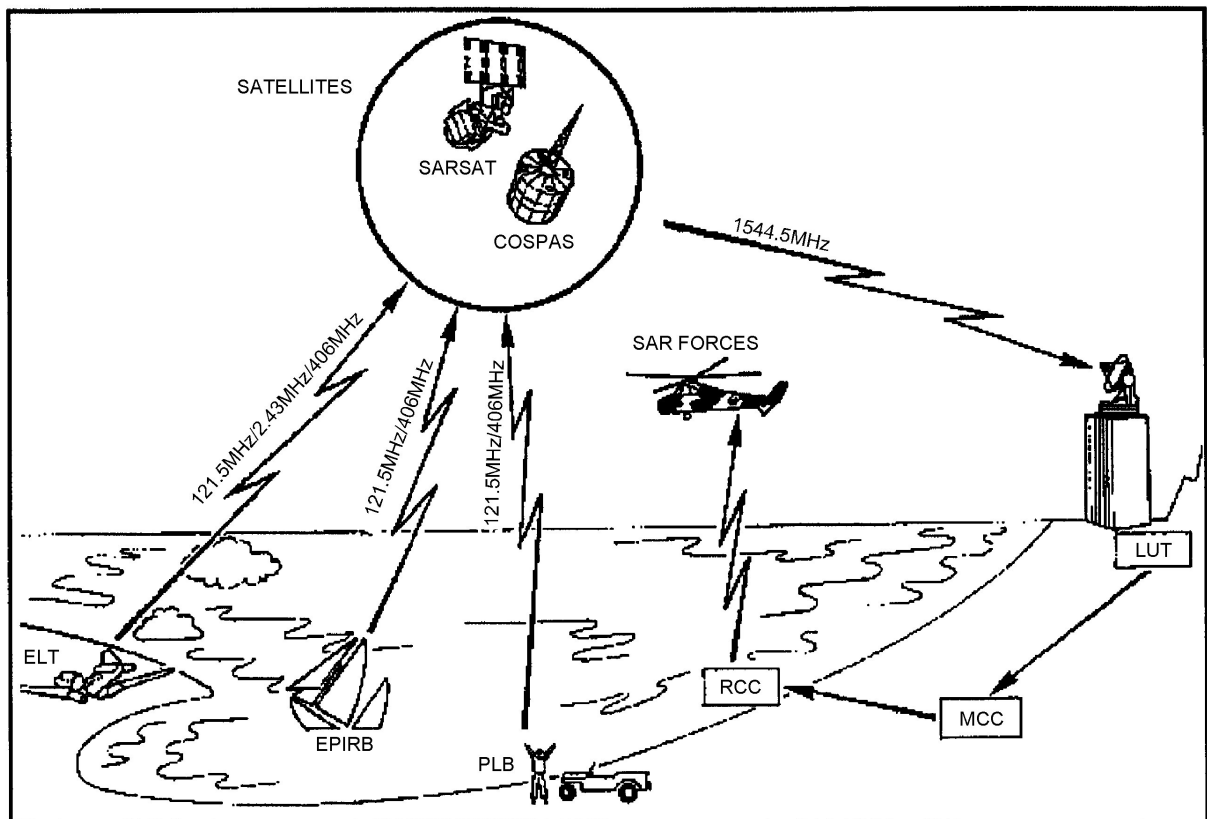 SATELLITES
SARSAT
COSPAS
1544.5MHz
SAR FORCES
121.5MHz/2.43MHz/406MHz
121.5MHz/406MHz
121.5MHz/406MHz
LUT
ELT
RCC
MCC
EPIRB
PLB